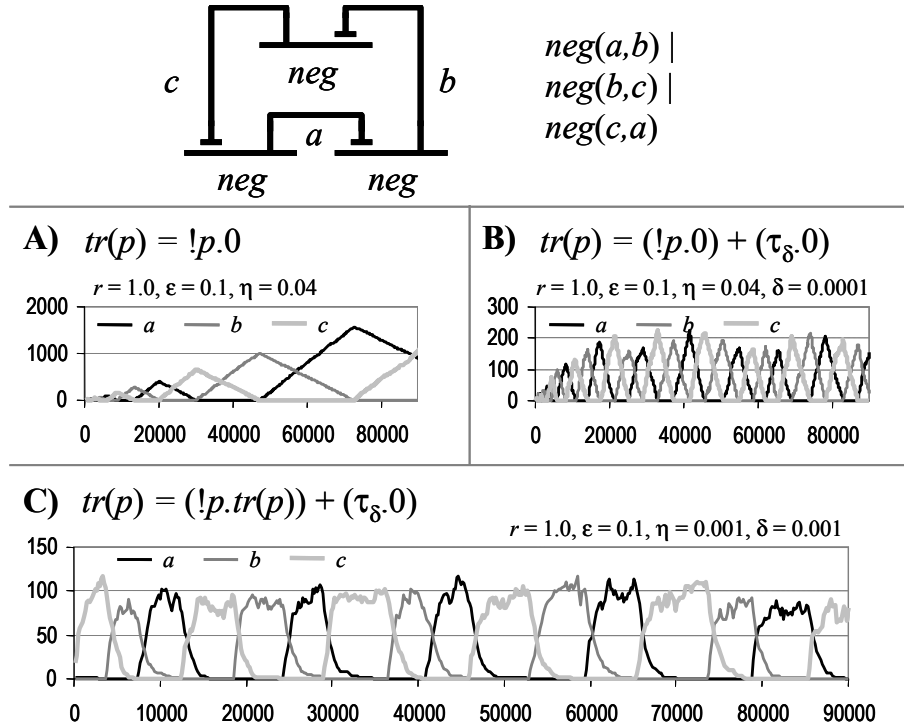 neg(a,b) |
neg
c
b
neg(b,c) |
a
neg(c,a)
neg
neg
A) tr(p) = !p.0
r = 1.0, ε = 0.1, η = 0.04
2000
a
b
c
1000
0
0
20000
40000
60000
80000
B) tr(p) = (!p.0) + (τδ.0)
r = 1.0, ε = 0.1, η = 0.04, δ = 0.0001
300
a
b
c
200
100
0
0
20000
40000
60000
80000
C) tr(p) = (!p.tr(p)) + (τδ.0)
r = 1.0, ε = 0.1, η = 0.001, δ = 0.001
150
a
b
c
100
50
0
0
10000
20000
30000
40000
50000
60000
70000
80000
90000